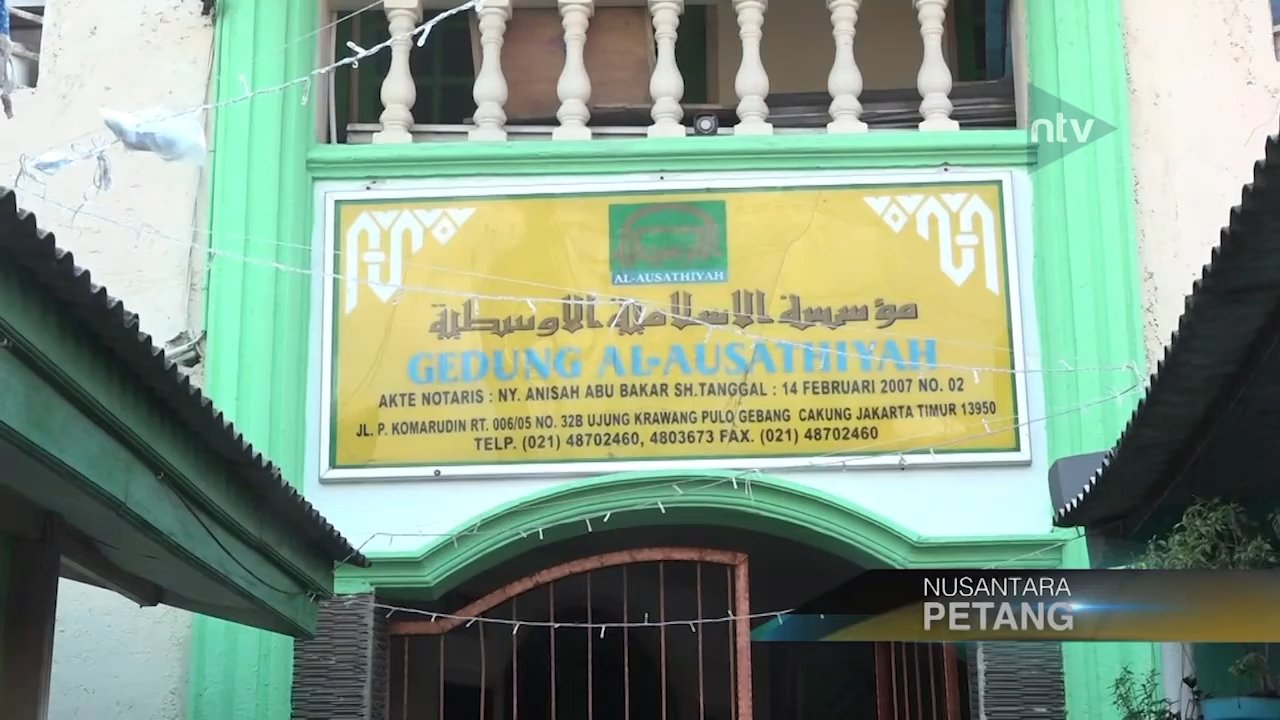 ntv
AL-AUSATHIYAH
مؤسسة الاسلامية الاوسطية
GEDUNG AL-AUSATHIYAH
AKTE NOTARIS : NY. ANISAH ABU BAKAR SH.TANGGAL : 14 FEBRUARI 2007 NO. 02
JL. P. KOMARUDIN RT. 006/05 NO. 32B UJUNG KRAWANG PULO GEBANG CAKUNG JAKARTA TIMUR 13950
TELP. (021) 48702460, 4803673 FAX. (021) 48702460
NUSANTARA
PETANG